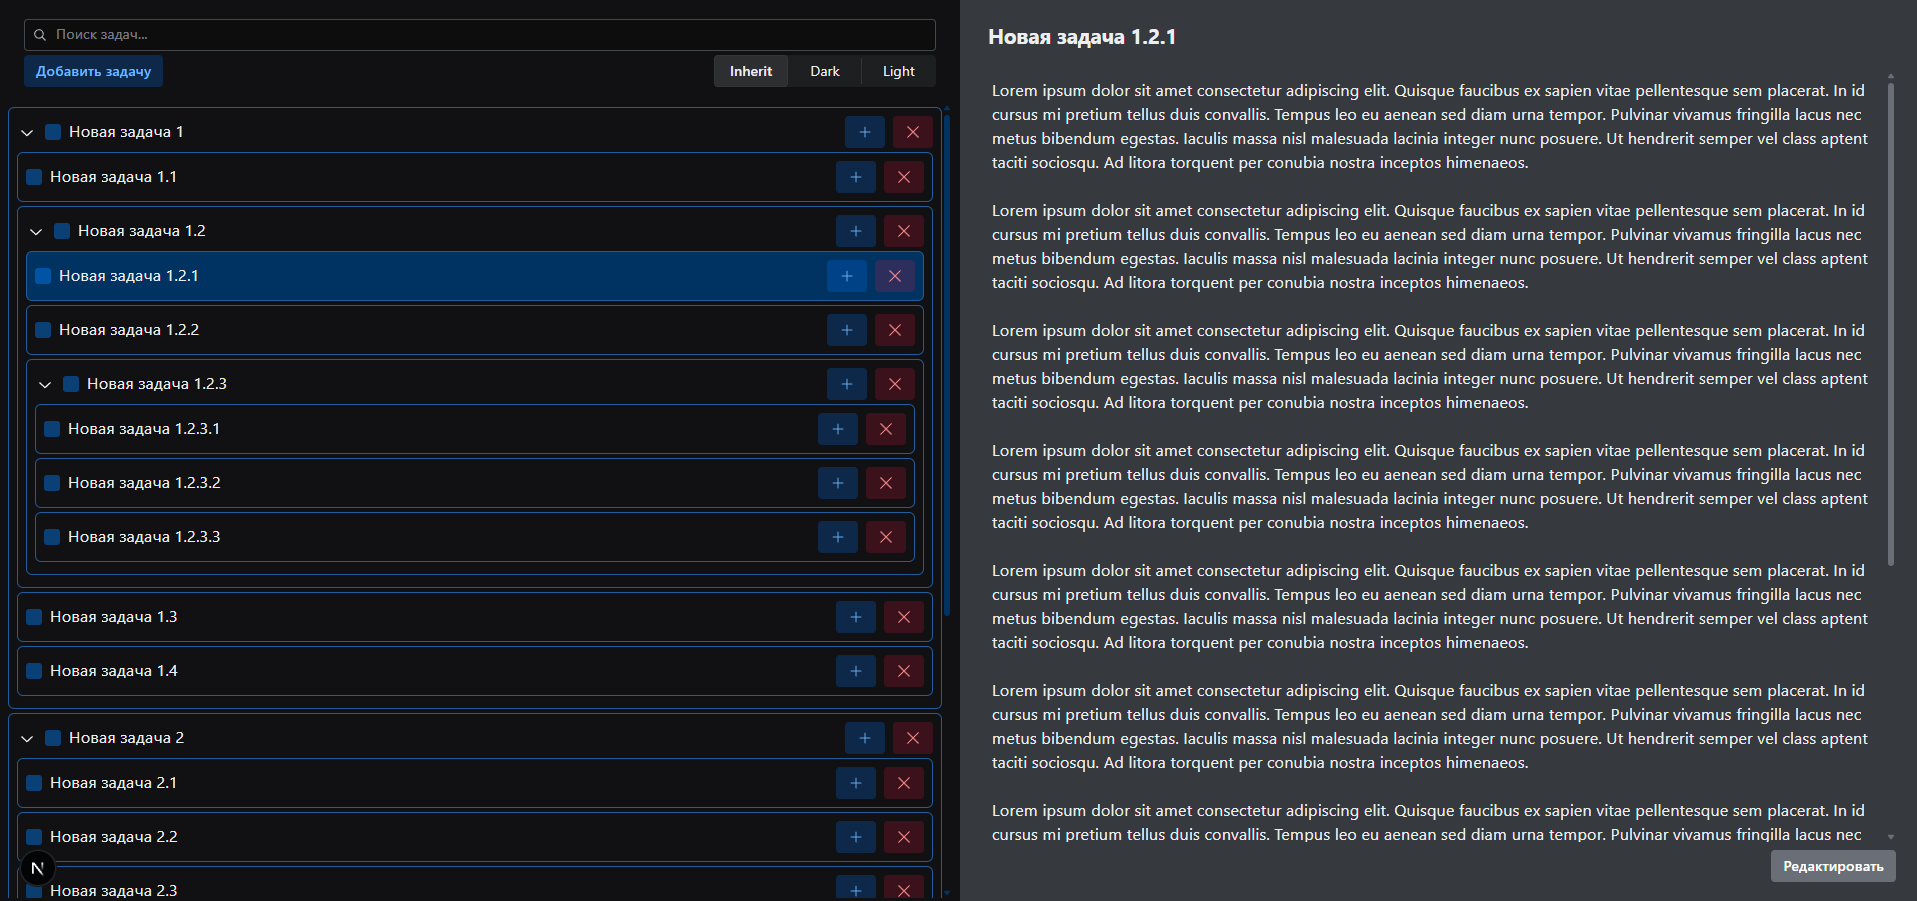 Поиск задач...
Добавить задачу
Inherit
Dark
Light
Новая задача 1
Новая задача 1.1
Новая задача 1.2
Новая задача 1.2.1
Новая задача 1.2.2
Новая задача 1.2.3
Новая задача 1.2.3.1
Новая задача 1.2.3.2
Новая задача 1.2.3.3
Новая задача 1.3
Новая задача 1.4
Новая задача 2
Новая задача 2.1
Новая задача 2.2
N
Новая задача 2.3
Новая задача 1.2.1
Lorem ipsum dolor sit amet consectetur adipiscing elit. Quisque faucibus ex sapien vitae pellentesque sem placerat. In id
cursus mi pretium tellus duis convallis. Tempus leo eu aenean sed diam urna tempor. Pulvinar vivamus fringilla lacus nec
metus bibendum egestas. Iaculis massa nisl malesuada lacinia integer nunc posuere. Ut hendrerit semper vel class aptent
taciti sociosqu. Ad litora torquent per conubia nostra inceptos himenaeos.
Lorem ipsum dolor sit amet consectetur adipiscing elit. Quisque faucibus ex sapien vitae pellentesque sem placerat. In id
cursus mi pretium tellus duis convallis. Tempus leo eu aenean sed diam urna tempor. Pulvinar vivamus fringilla lacus nec
metus bibendum egestas. Iaculis massa nisl malesuada lacinia integer nunc posuere. Ut hendrerit semper vel class aptent
taciti sociosqu. Ad litora torquent per conubia nostra inceptos himenaeos.
Lorem ipsum dolor sit amet consectetur adipiscing elit. Quisque faucibus ex sapien vitae pellentesque sem placerat. In id
cursus mi pretium tellus duis convallis. Tempus leo eu aenean sed diam urna tempor. Pulvinar vivamus fringilla lacus nec
metus bibendum egestas. Iaculis massa nisl malesuada lacinia integer nunc posuere. Ut hendrerit semper vel class aptent
taciti sociosqu. Ad litora torquent per conubia nostra inceptos himenaeos.
Lorem ipsum dolor sit amet consectetur adipiscing elit. Quisque faucibus ex sapien vitae pellentesque sem placerat. In id
cursus mi pretium tellus duis convallis. Tempus leo eu aenean sed diam urna tempor. Pulvinar vivamus fringilla lacus nec
metus bibendum egestas. Iaculis massa nisl malesuada lacinia integer nunc posuere. Ut hendrerit semper vel class aptent
taciti sociosqu. Ad litora torquent per conubia nostra inceptos himenaeos.
Lorem ipsum dolor sit amet consectetur adipiscing elit. Quisque faucibus ex sapien vitae pellentesque sem placerat. In id
cursus mi pretium tellus duis convallis. Tempus leo eu aenean sed diam urna tempor. Pulvinar vivamus fringilla lacus nec
metus bibendum egestas. Iaculis massa nisl malesuada lacinia integer nunc posuere. Ut hendrerit semper vel class aptent
taciti sociosqu. Ad litora torquent per conubia nostra inceptos himenaeos.
Lorem ipsum dolor sit amet consectetur adipiscing elit. Quisque faucibus ex sapien vitae pellentesque sem placerat. In id
cursus mi pretium tellus duis convallis. Tempus leo eu aenean sed diam urna tempor. Pulvinar vivamus fringilla lacus nec
metus bibendum egestas. Iaculis massa nisl malesuada lacinia integer nunc posuere. Ut hendrerit semper vel class aptent
taciti sociosqu. Ad litora torquent per conubia nostra inceptos himenaeos.
Lorem ipsum dolor sit amet consectetur adipiscing elit. Quisque faucibus ex sapien vitae pellentesque sem placerat. In id
cursus mi pretium tellus duis convallis. Tempus leo eu aenean sed diam urna tempor. Pulvinar vivamus fringilla lacus nec
Редактировать